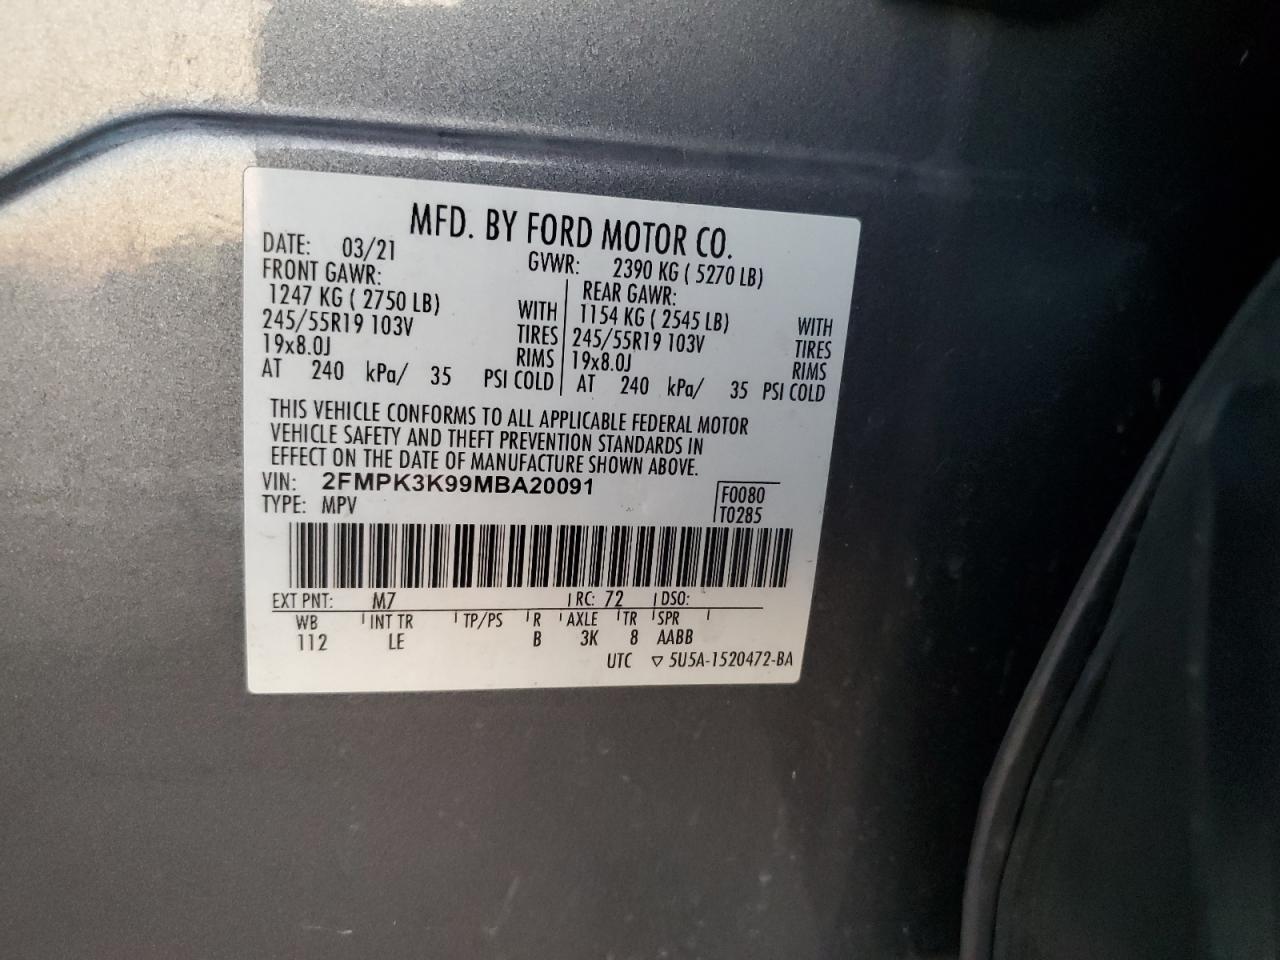 MFD. BY FORD MOTOR CO.
DATE: 03/21 GVWR: 2390 KG ( 5270 LB)
FRONT GAWR:
1247 KG ( 2750 LB) WITH
245/55R19 103V TIRES
19x8.0J RIMS
AT 240 kPa/ 35 PSI COLD
REAR GAWR:
1154 KG ( 2545 LB) WITH
245/55R19 103V TIRES
19x8.0J RIMS
AT 240 kPa/ 35 PSI COLD
THIS VEHICLE CONFORMS TO ALL APPLICABLE FEDERAL MOTOR
VEHICLE SAFETY AND THEFT PREVENTION STANDARDS IN
EFFECT ON THE DATE OF MANUFACTURE SHOWN ABOVE.
VIN: 2FMPK3K99MBA20091 F0080
TYPE: MPV T0285
EXT PNT: M7 RC: 72 DSO:
WB INT TR TP/PS R AXLE TR SPR
112 LE B 3K 8 AABB
UTC ▽ 5U5A-1520472-BA